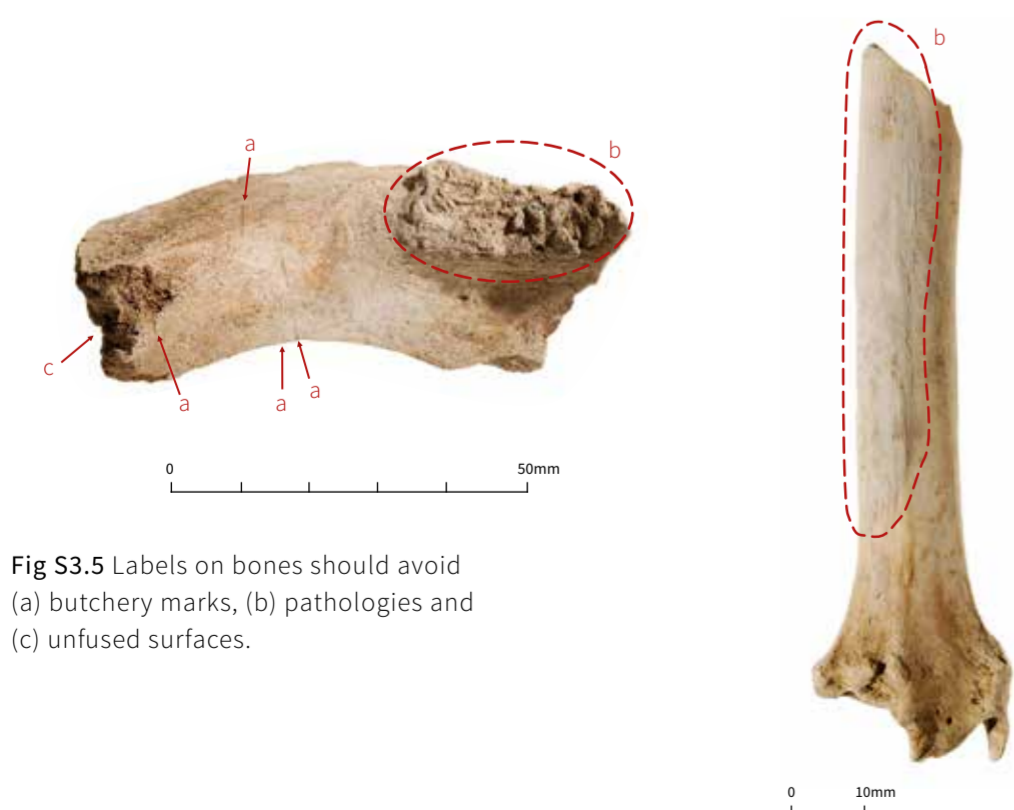 b
a
b
c
a
a
a
0 50mm
Fig S3.5 Labels on bones should avoid
(a) butchery marks, (b) pathologies and
(c) unfused surfaces.
0 10mm